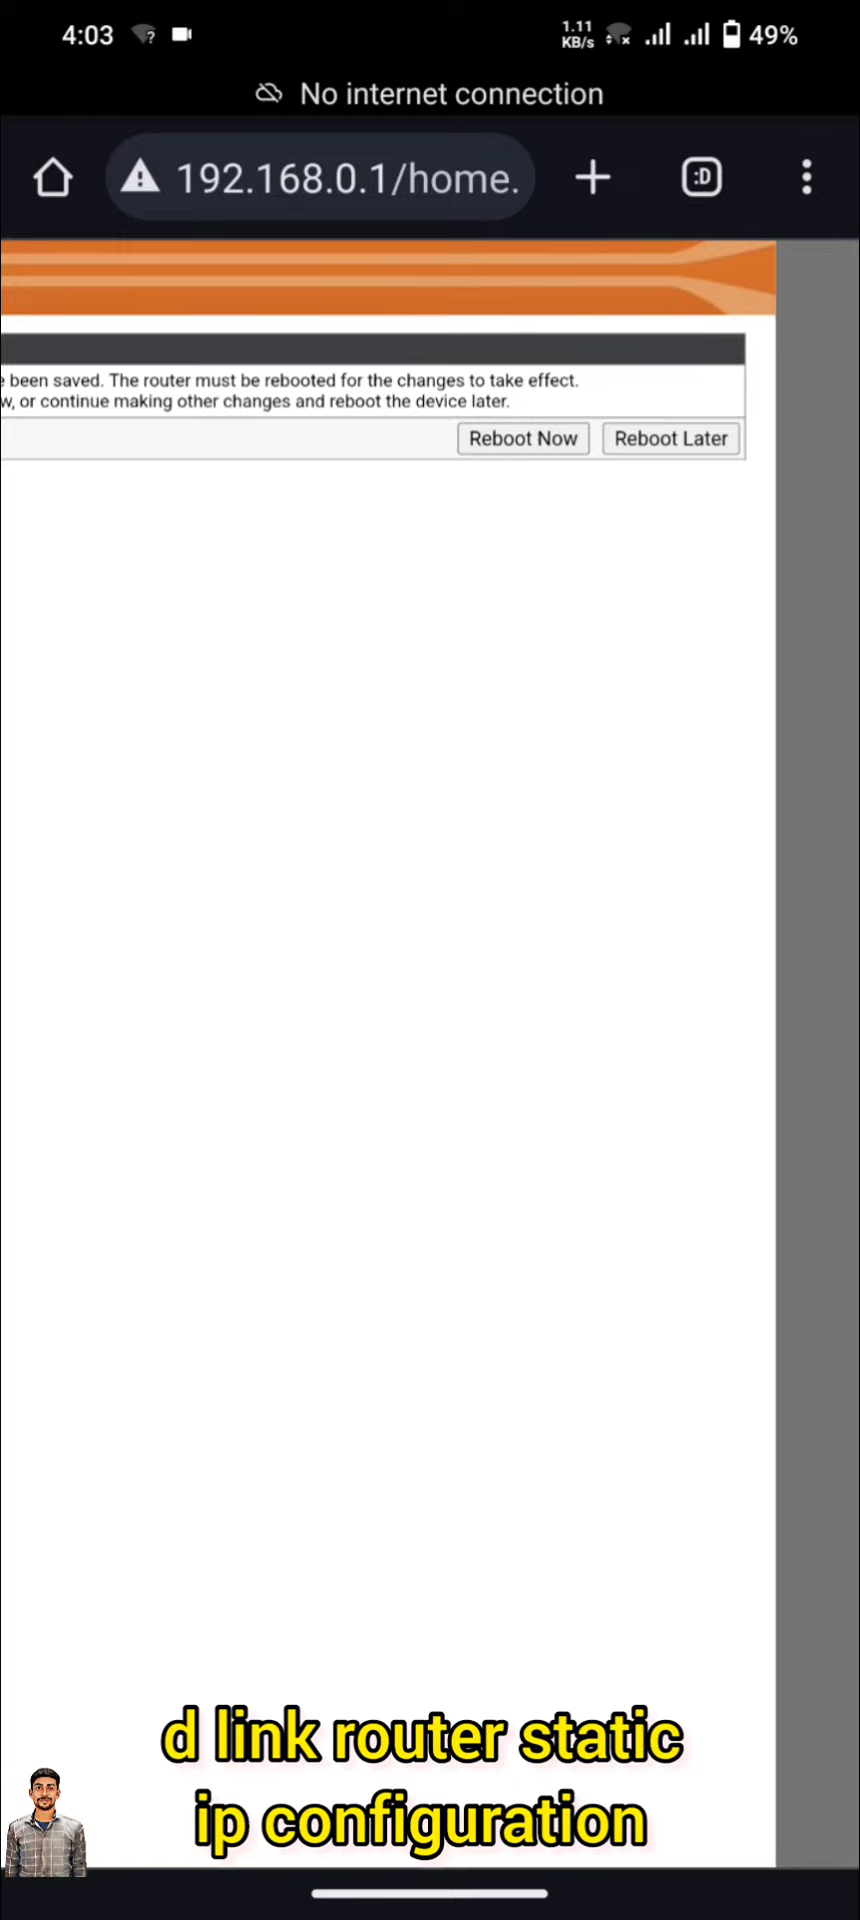 4:03
1.11
KB/s
49%
No internet connection
192.168.0.1/home.
:D
been saved. The router must be rebooted for the changes to take effect.
or continue making other changes and reboot the device later.
Reboot Now Reboot Later
d link router static
ip configuration